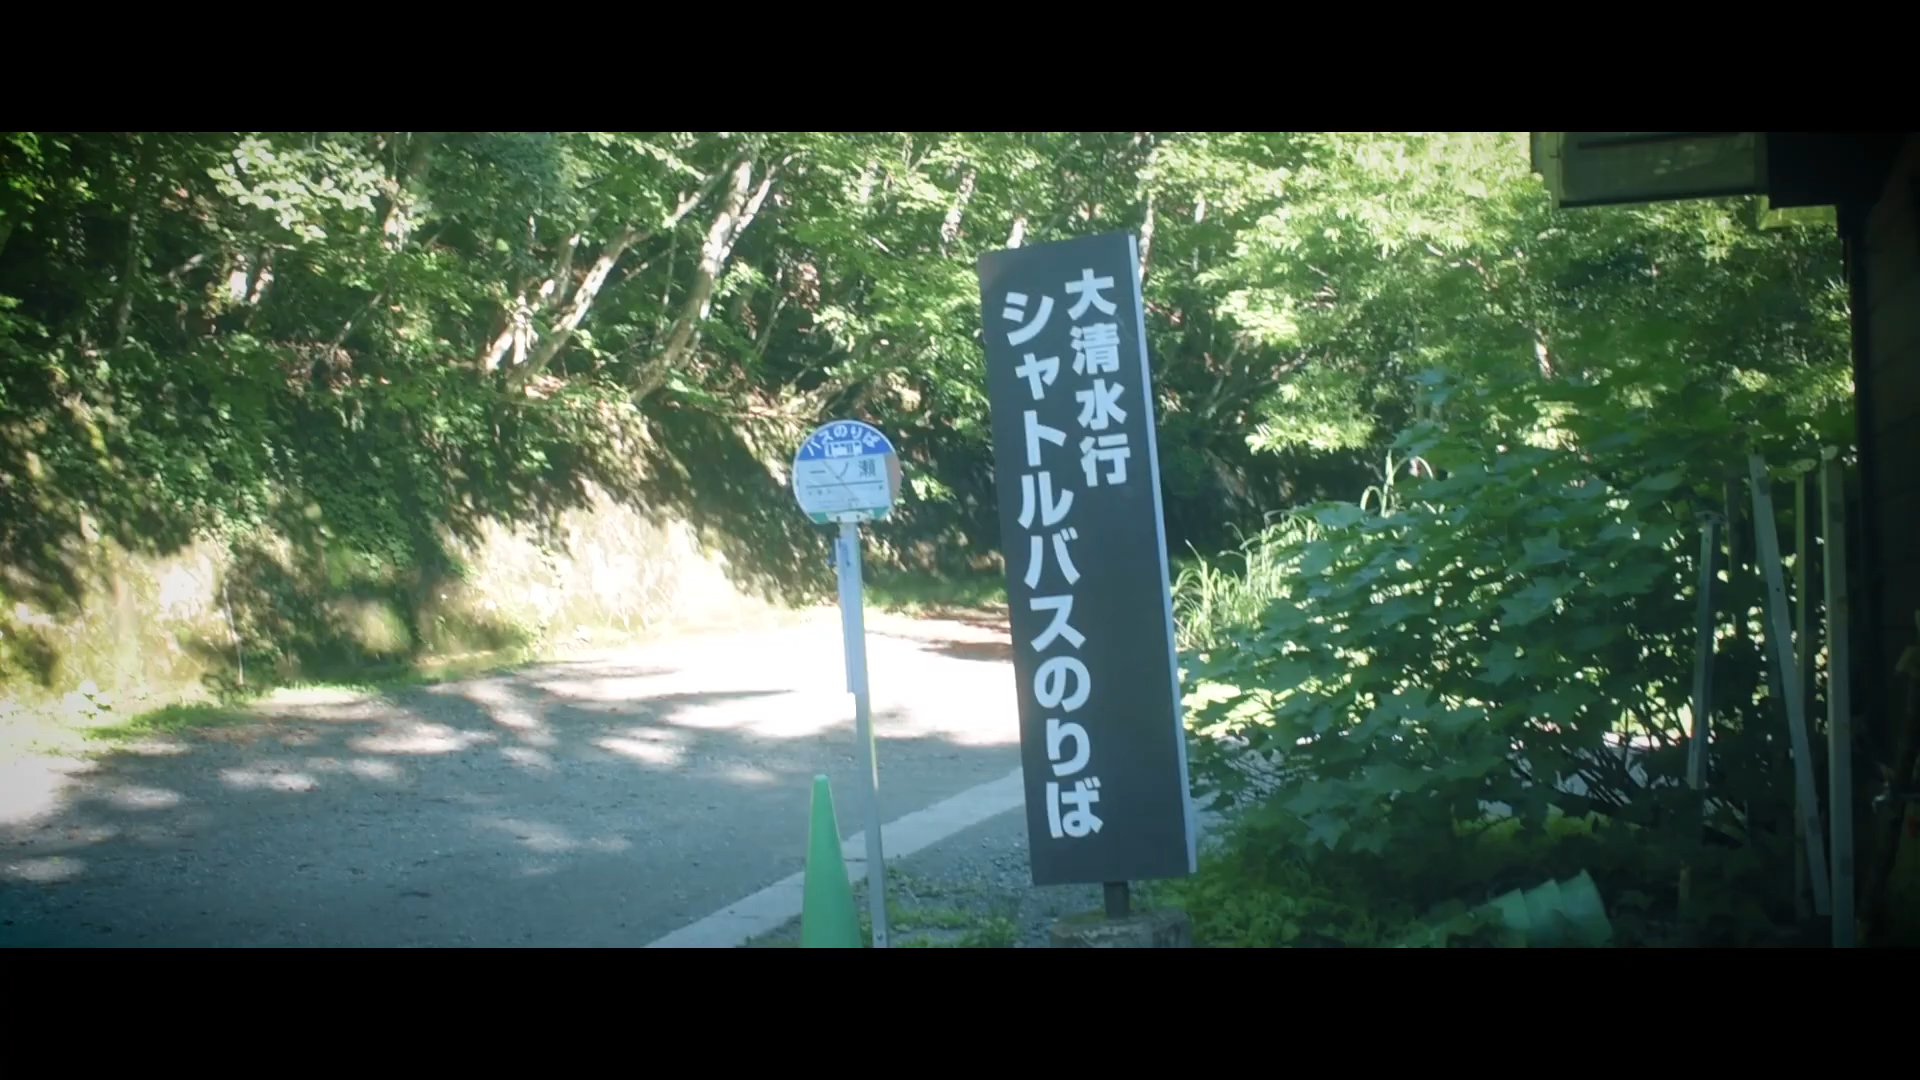 大清水行
シャトルバスのりば
バスのりば
一ノ瀬